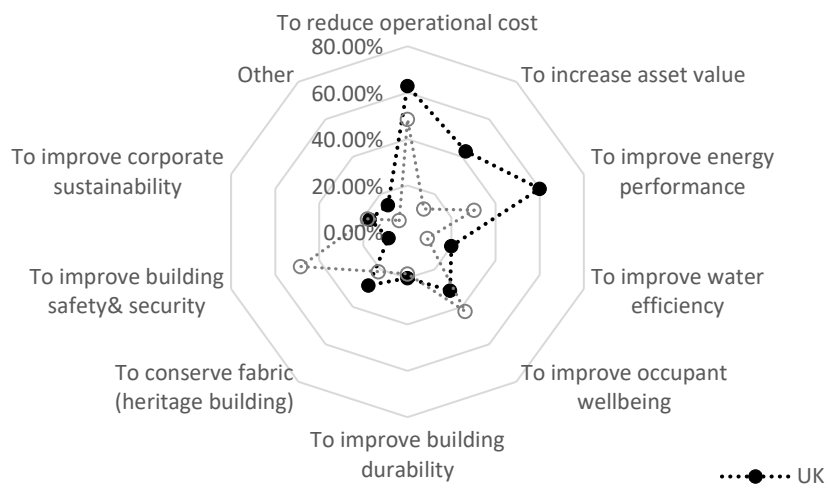 To reduce operational cost
80.00%
Other
To increase asset value
60.00%
40.00%
To improve corporate
sustainability
To improve energy
performance
20.00%
0.00%
To improve building
safety& security
To improve water
efficiency
To conserve fabric
(heritage building)
To improve occupant
wellbeing
To improve building
durability
UK